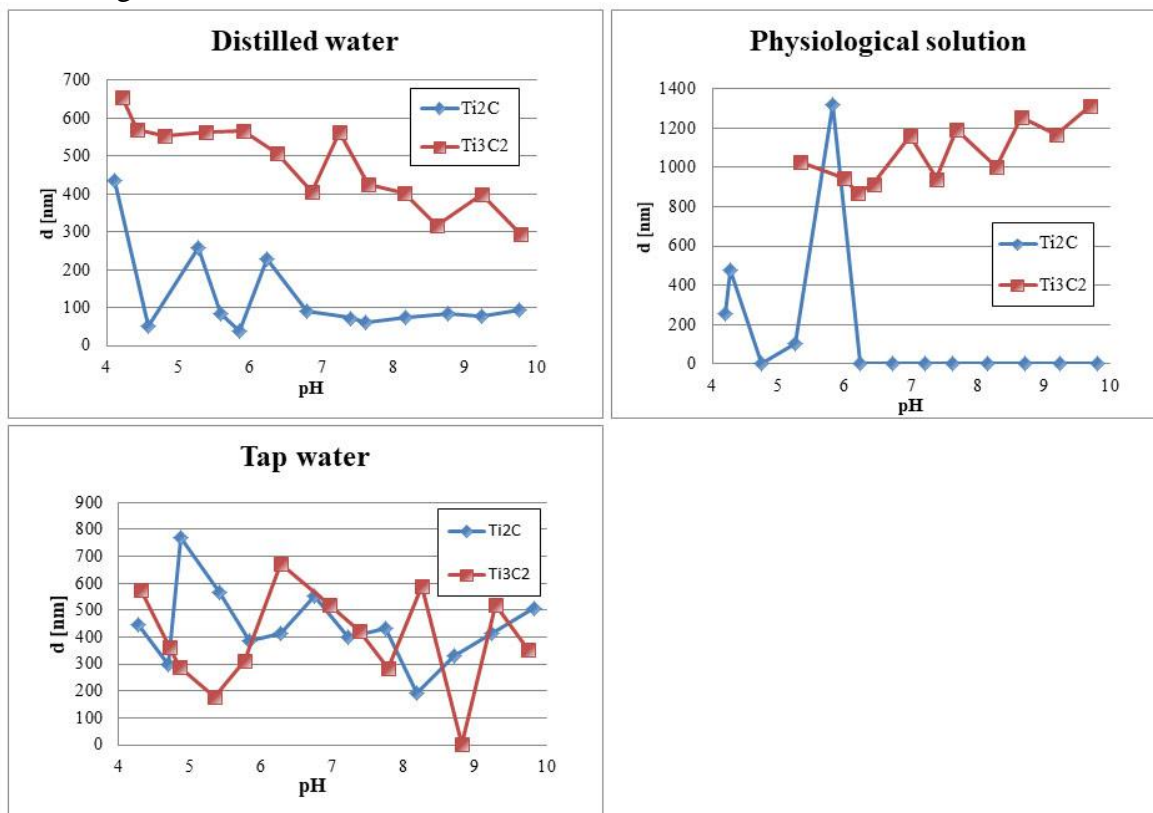 Distilled water
700
600
500
400
300
200
100
0
d [nm]
4 5 6 7 8 9 10
pH
Ti2C
Ti3C2
Physiological solution
1400
1200
1000
800
600
400
200
0
d [nm]
4 5 6 7 8 9 10
pH
Ti2C
Ti3C2
Tap water
900
800
700
600
500
400
300
200
100
0
d [nm]
4 5 6 7 8 9 10
pH
Ti2C
Ti3C2